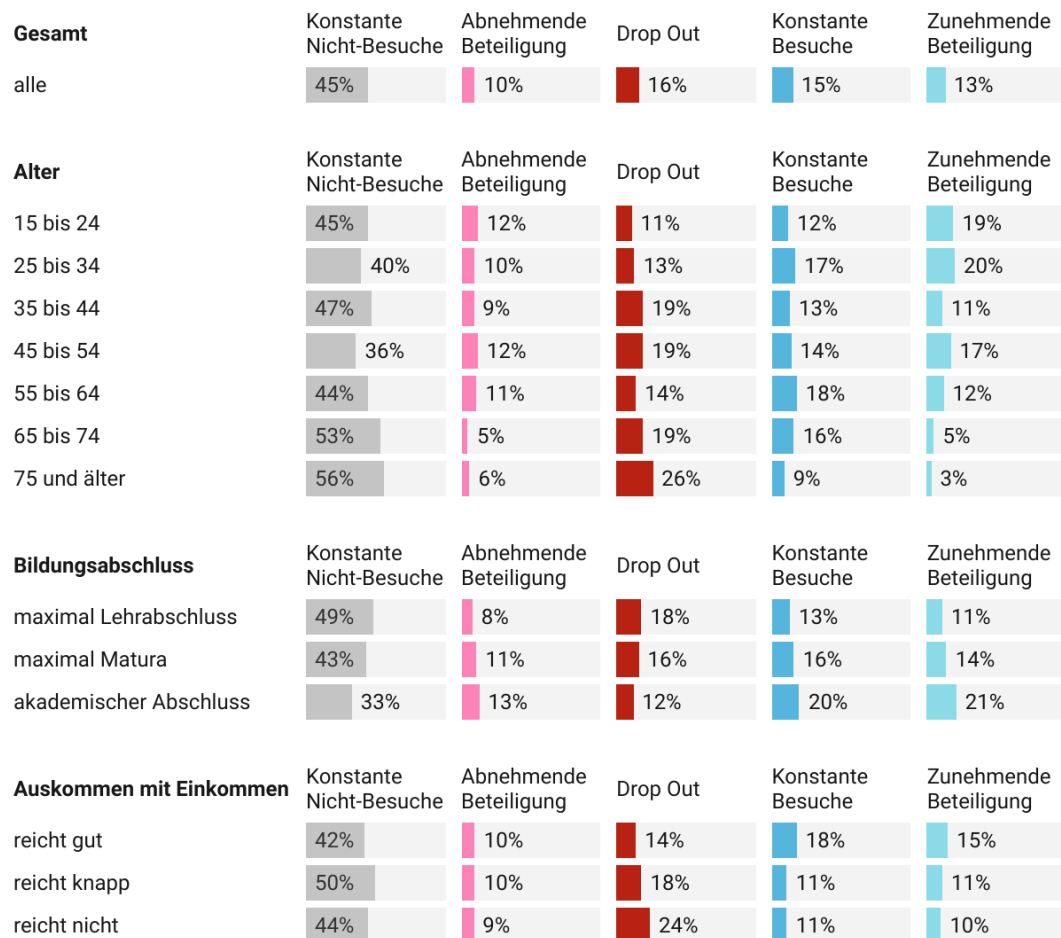 Gesamt Konstante Nicht-Besuche Abnehmende Beteiligung Drop Out Konstante Besuche Zunehmende Beteiligung
alle 45% 10% 16% 15% 13%
Alter Konstante Nicht-Besuche Abnehmende Beteiligung Drop Out Konstante Besuche Zunehmende Beteiligung
15 bis 24 45% 12% 11% 12% 19%
25 bis 34 40% 10% 13% 17% 20%
35 bis 44 47% 9% 19% 13% 11%
45 bis 54 36% 12% 19% 14% 17%
55 bis 64 44% 11% 14% 18% 12%
65 bis 74 53% 5% 19% 16% 5%
75 und älter 56% 6% 26% 9% 3%
Bildungsabschluss Konstante Nicht-Besuche Abnehmende Beteiligung Drop Out Konstante Besuche Zunehmende Beteiligung
maximal Lehrabschluss 49% 8% 18% 13% 11%
maximal Matura 43% 11% 16% 16% 14%
akademischer Abschluss 33% 13% 12% 20% 21%
Auskommen mit Einkommen Konstante Nicht-Besuche Abnehmende Beteiligung Drop Out Konstante Besuche Zunehmende Beteiligung
reicht gut 42% 10% 14% 18% 15%
reicht knapp 50% 10% 18% 11% 11%
reicht nicht 44% 9% 24% 11% 10%